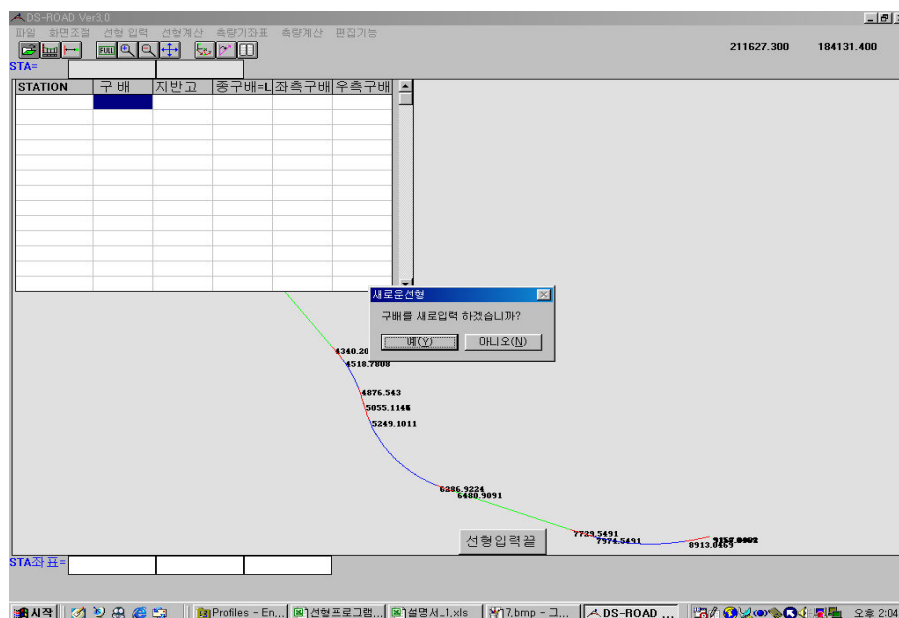 DS-ROAD Ver3.0
파일 화면조절 선형 입력 선형계산 측량기좌표 측량계산 편집기능
FULL
211627.300 184131.400
STA=
STATION 구 배 지반고 종구배=L 좌측구배 우측구배
새로운선형
구배를 새로입력 하겠습니까?
예(Y) 아니오(N)
4340.20
4518.7808
4876.543
5055.1145
5249.1011
6286.9224
6480.9091
7729.5491
7974.5491
8913.0469
선형입력끝
STA좌표=
시작 Profiles - En... 선형프로그램... 설명서_1.xls 17.bmp - 그... DS-ROAD ... 오후 2:04